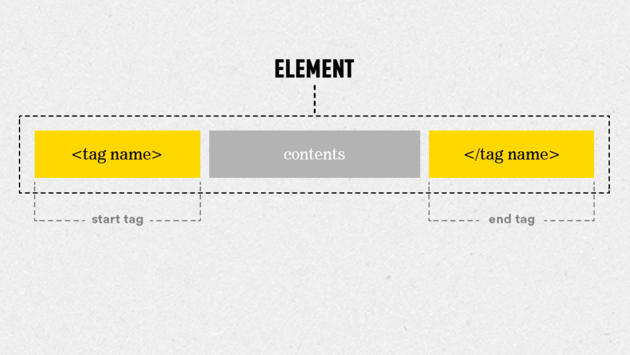 ELEMENT
<tag name>
contents
</tag name>
start tag
end tag